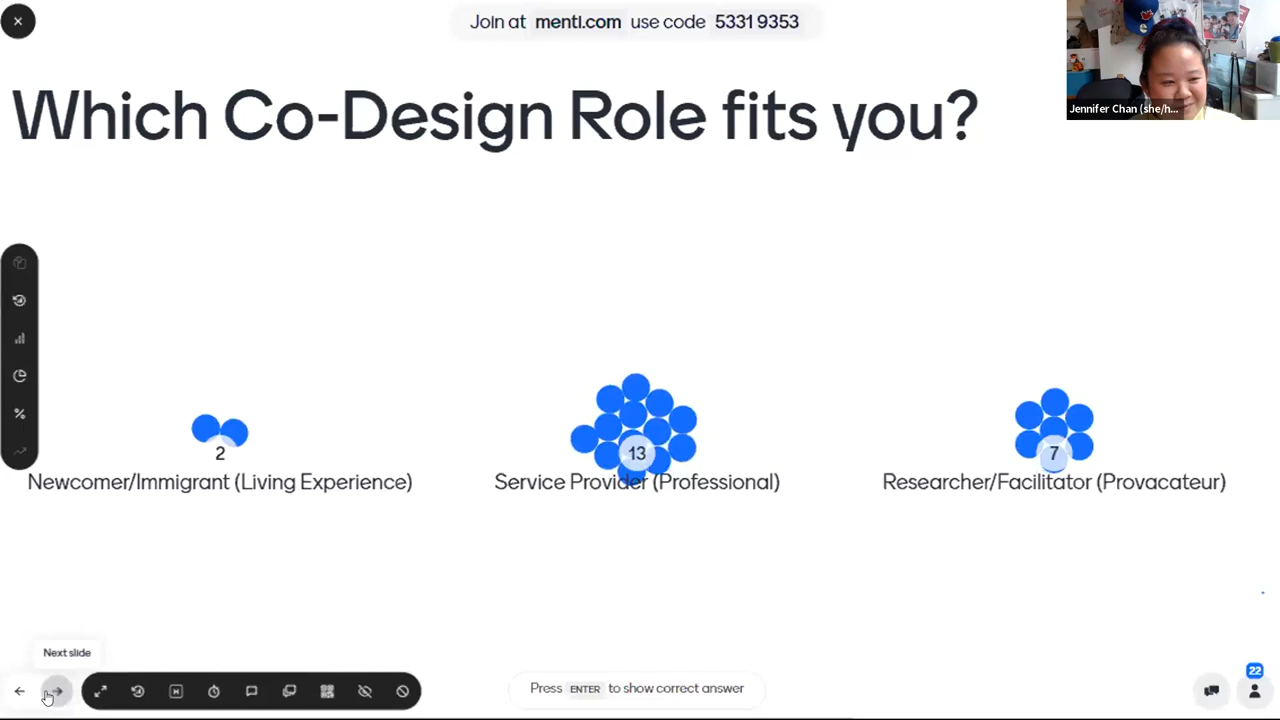 Join at menti.com use code 5331 9353
Jennifer Chan (she/h...
Which Co-Design Role fits you?
2
13
7
Newcomer/Immigrant (Living Experience)
Service Provider (Professional)
Researcher/Facilitator (Provacateur)
Next slide
Press ENTER to show correct answer
22